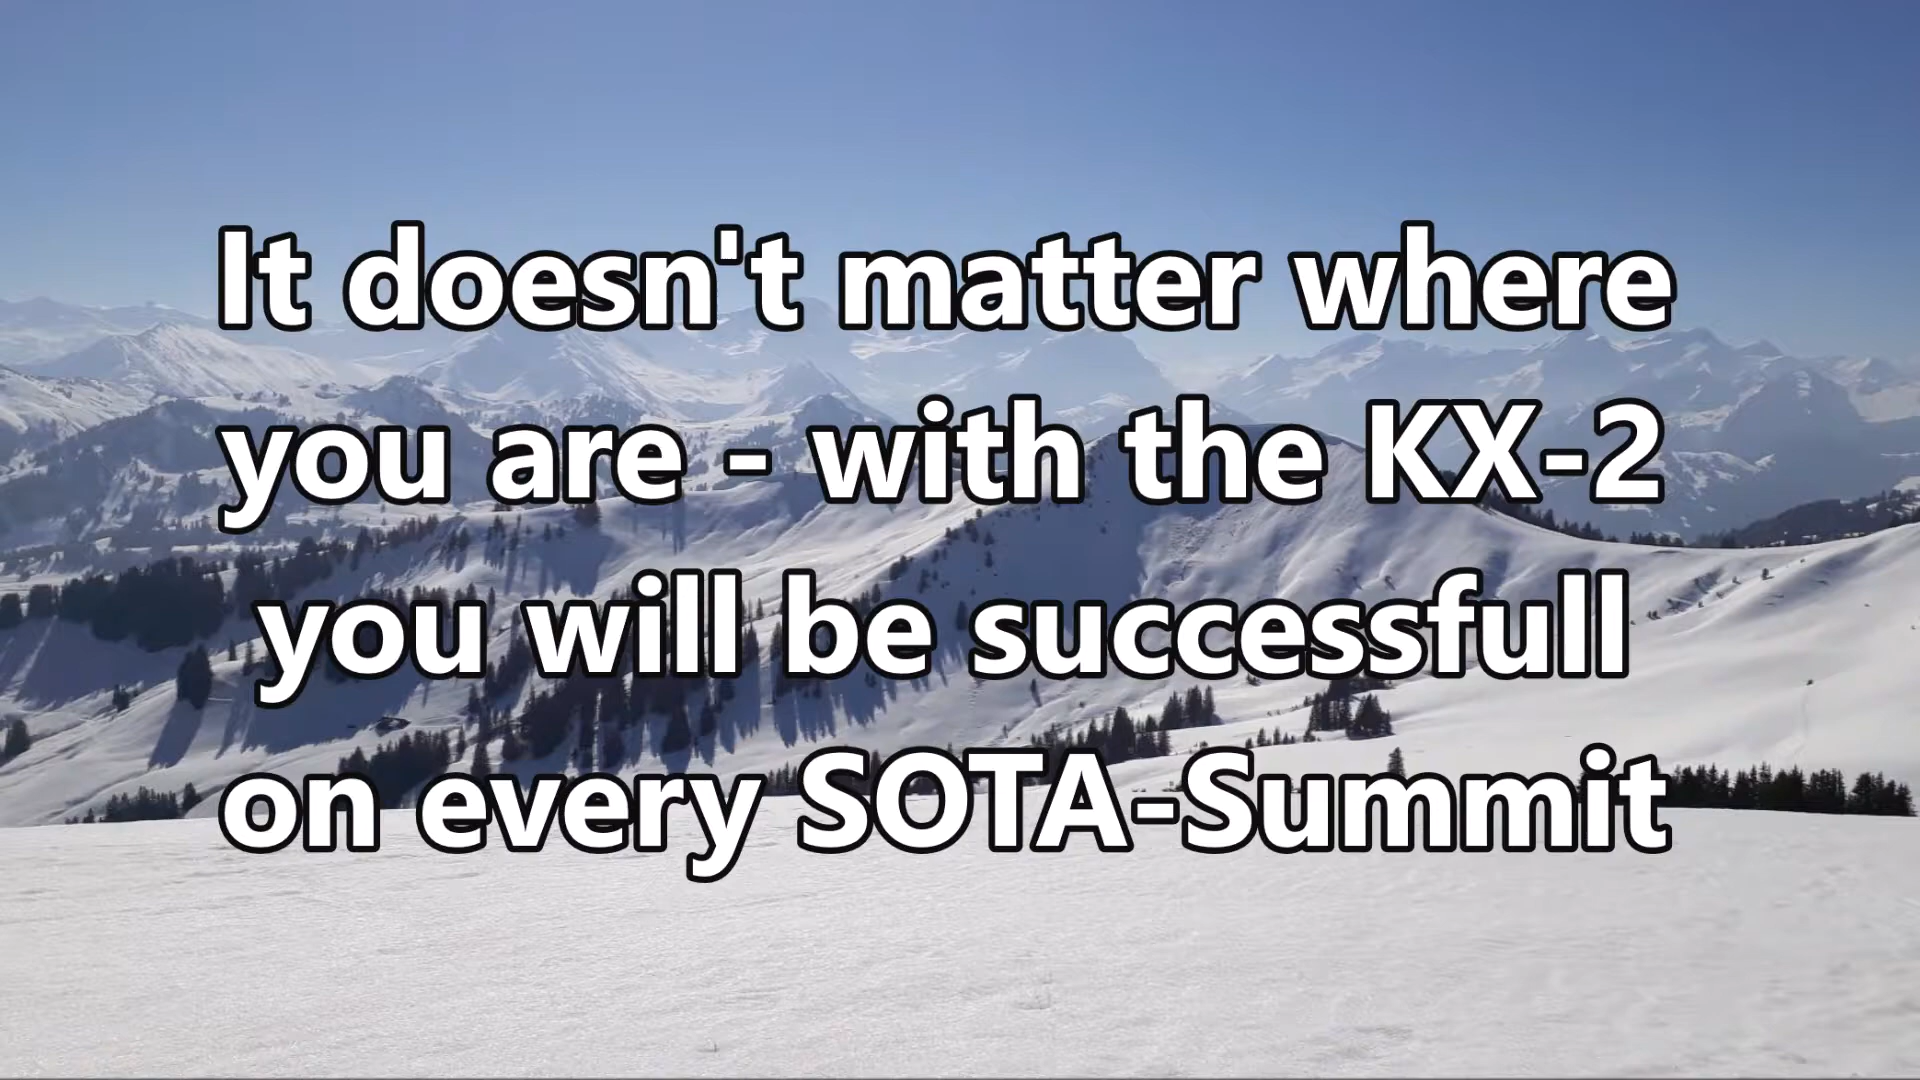 It doesn't matter where
you are - with the KX-2
you will be successfull
on every SOTA-Summit